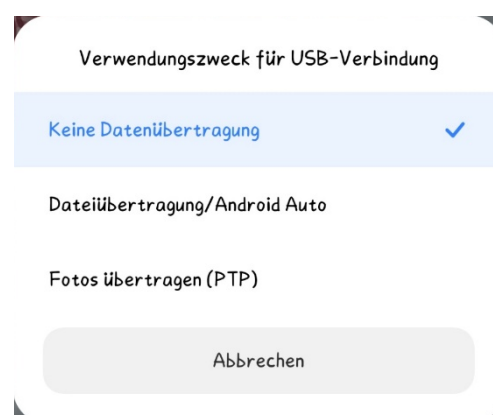 Verwendungszweck für USB-Verbindung
Keine Datenübertragung
Dateiübertragung/Android Auto
Fotos übertragen (PTP)
Abbrechen